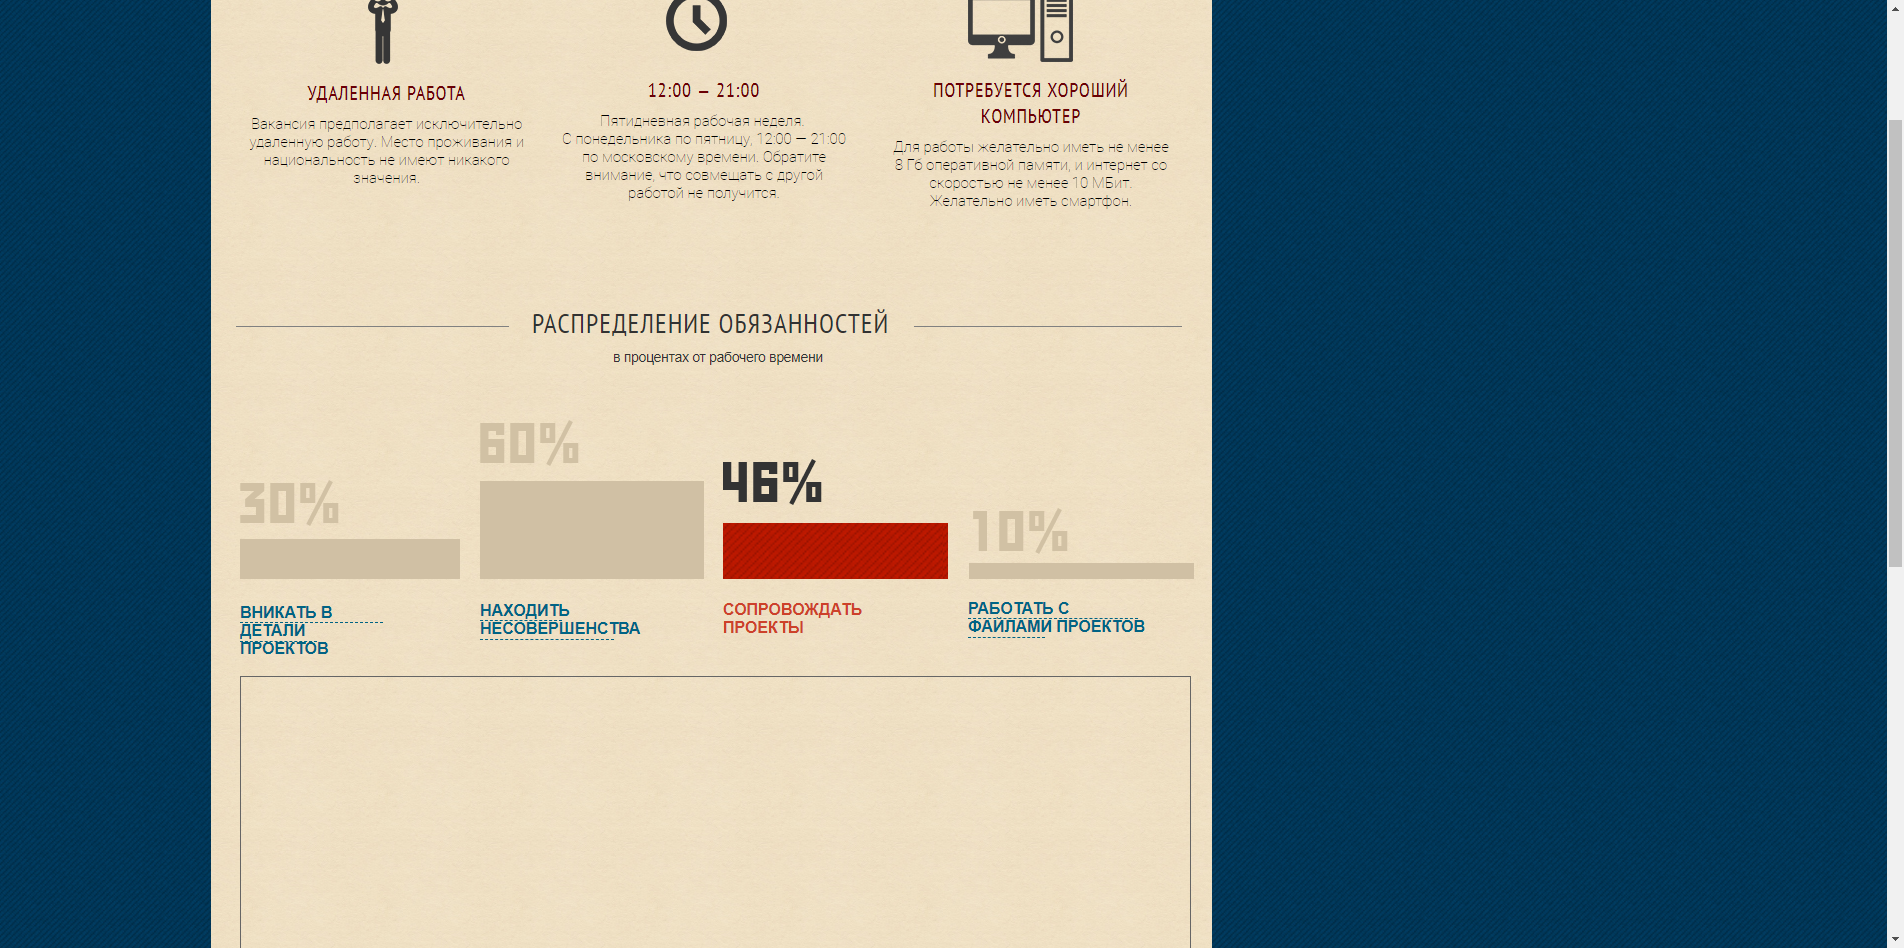 УДАЛЕННАЯ РАБОТА
Вакансия предполагает исключительно
удаленную работу. Место проживания и
национальность не имеют никакого
значения.
12:00 — 21:00
Пятидневная рабочая неделя.
С понедельника по пятницу, 12:00 — 21:00
по московскому времени. Обратите
внимание, что совмещать с другой
работой не получится.
ПОТРЕБУЕТСЯ ХОРОШИЙ
КОМПЬЮТЕР
Для работы желательно иметь не менее
8 Гб оперативной памяти, и интернет со
скоростью не менее 10 МБит.
Желательно иметь смартфон.
РАСПРЕДЕЛЕНИЕ ОБЯЗАННОСТЕЙ
в процентах от рабочего времени
30%
ВНИКАТЬ В
ДЕТАЛИ
ПРОЕКТОВ
60%
НАХОДИТЬ
НЕСОВЕРШЕНСТВА
46%
СОПРОВОЖДАТЬ
ПРОЕКТЫ
10%
РАБОТАТЬ С
ФАЙЛАМИ ПРОЕКТОВ